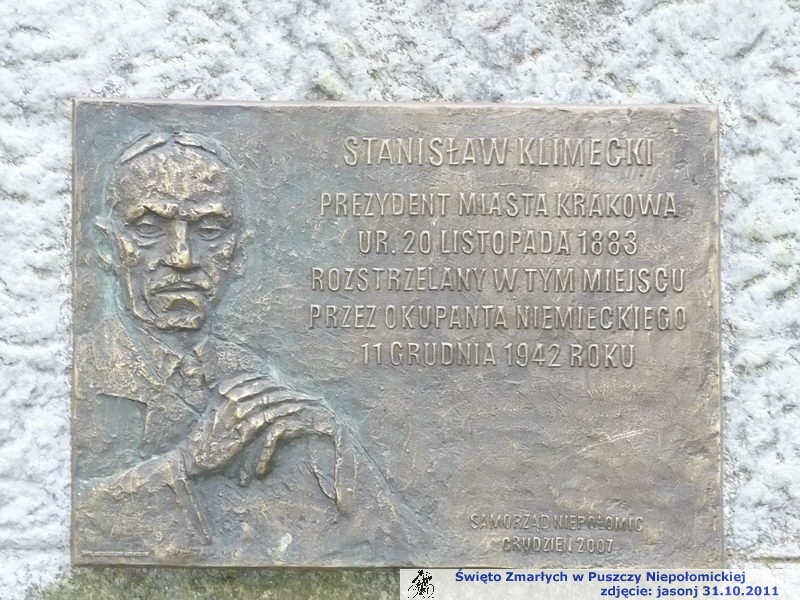 STANISŁAW KLIMECKI
PREZYDENT MIASTA KRAKOWA
UR. 20 LISTOPADA 1883
ROZSTRZELANY W TYM MIEJSCU
PRZEZ OKUPANTA NIEMIECKIEGO
11 GRUDNIA 1942 ROKU
SAMORZĄD NIEPOŁOMIC
GRUDZIEŃ 2007
Święto Zmarłych w Puszczy Niepołomickiej
zdjęcie: jasonj 31.10.2011